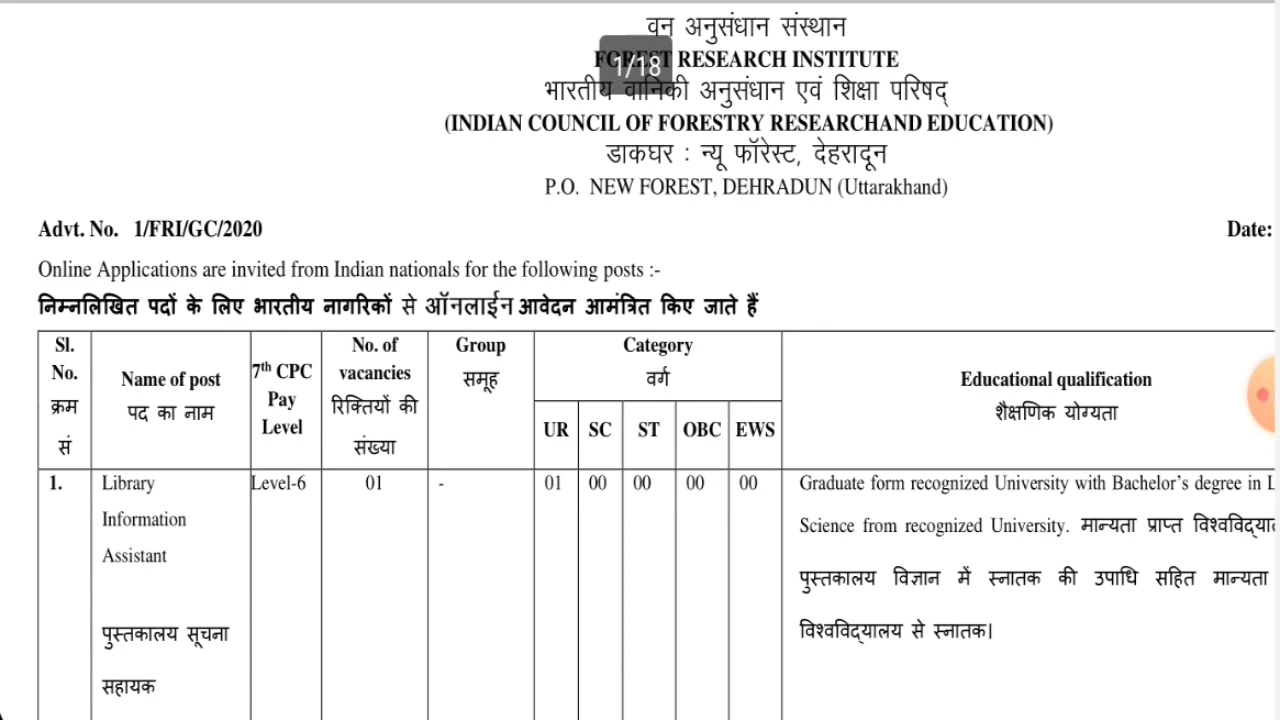 वन अनुसंधान संस्थान
FOREST RESEARCH INSTITUTE
1/18
भारतीय वानिकी अनुसंधान एवं शिक्षा परिषद्
(INDIAN COUNCIL OF FORESTRY RESEARCHAND EDUCATION)
डाकघर : न्यू फॉरेस्ट, देहरादून
P.O. NEW FOREST, DEHRADUN (Uttarakhand)
Advt. No. 1/FRI/GC/2020 Date:
Online Applications are invited from Indian nationals for the following posts :-
निम्नलिखित पदों के लिए भारतीय नागरिकों से ऑनलाईन आवेदन आमंत्रित किए जाते हैं
Sl.
No.
क्रम
सं
Name of post
पद का नाम
7th CPC
Pay
Level
No. of
vacancies
रिक्तियों की
संख्या
Group
समूह
Category
वर्ग
UR SC ST OBC EWS
Educational qualification
शैक्षणिक योग्यता
1.
Library
Information
Assistant
पुस्तकालय सूचना
सहायक
Level-6
01
-
01 00 00 00 00
Graduate form recognized University with Bachelor's degree in
Science from recognized University. मान्यता प्राप्त
पुस्तकालय विज्ञान में स्नातक की उपाधि सहित मान्यता
विश्वविद्यालय से स्नातक।